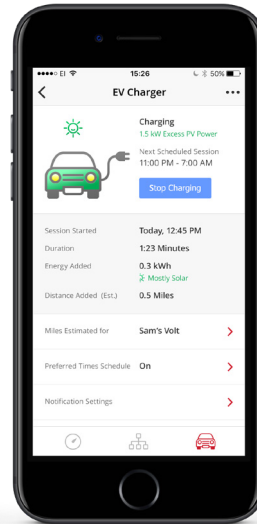 EI 15:26 50%
EV Charger
Charging
1.5 kW Excess PV Power
Next Scheduled Session
11:00 PM - 7:00 AM
Stop Charging
Session Started Today, 12:45 PM
Duration 1:23 Minutes
Energy Added 0.3 kWh
Mostly Solar
Distance Added (Est.) 0.5 Miles
Miles Estimated for Sam's Volt
Preferred Times Schedule On
Notification Settings